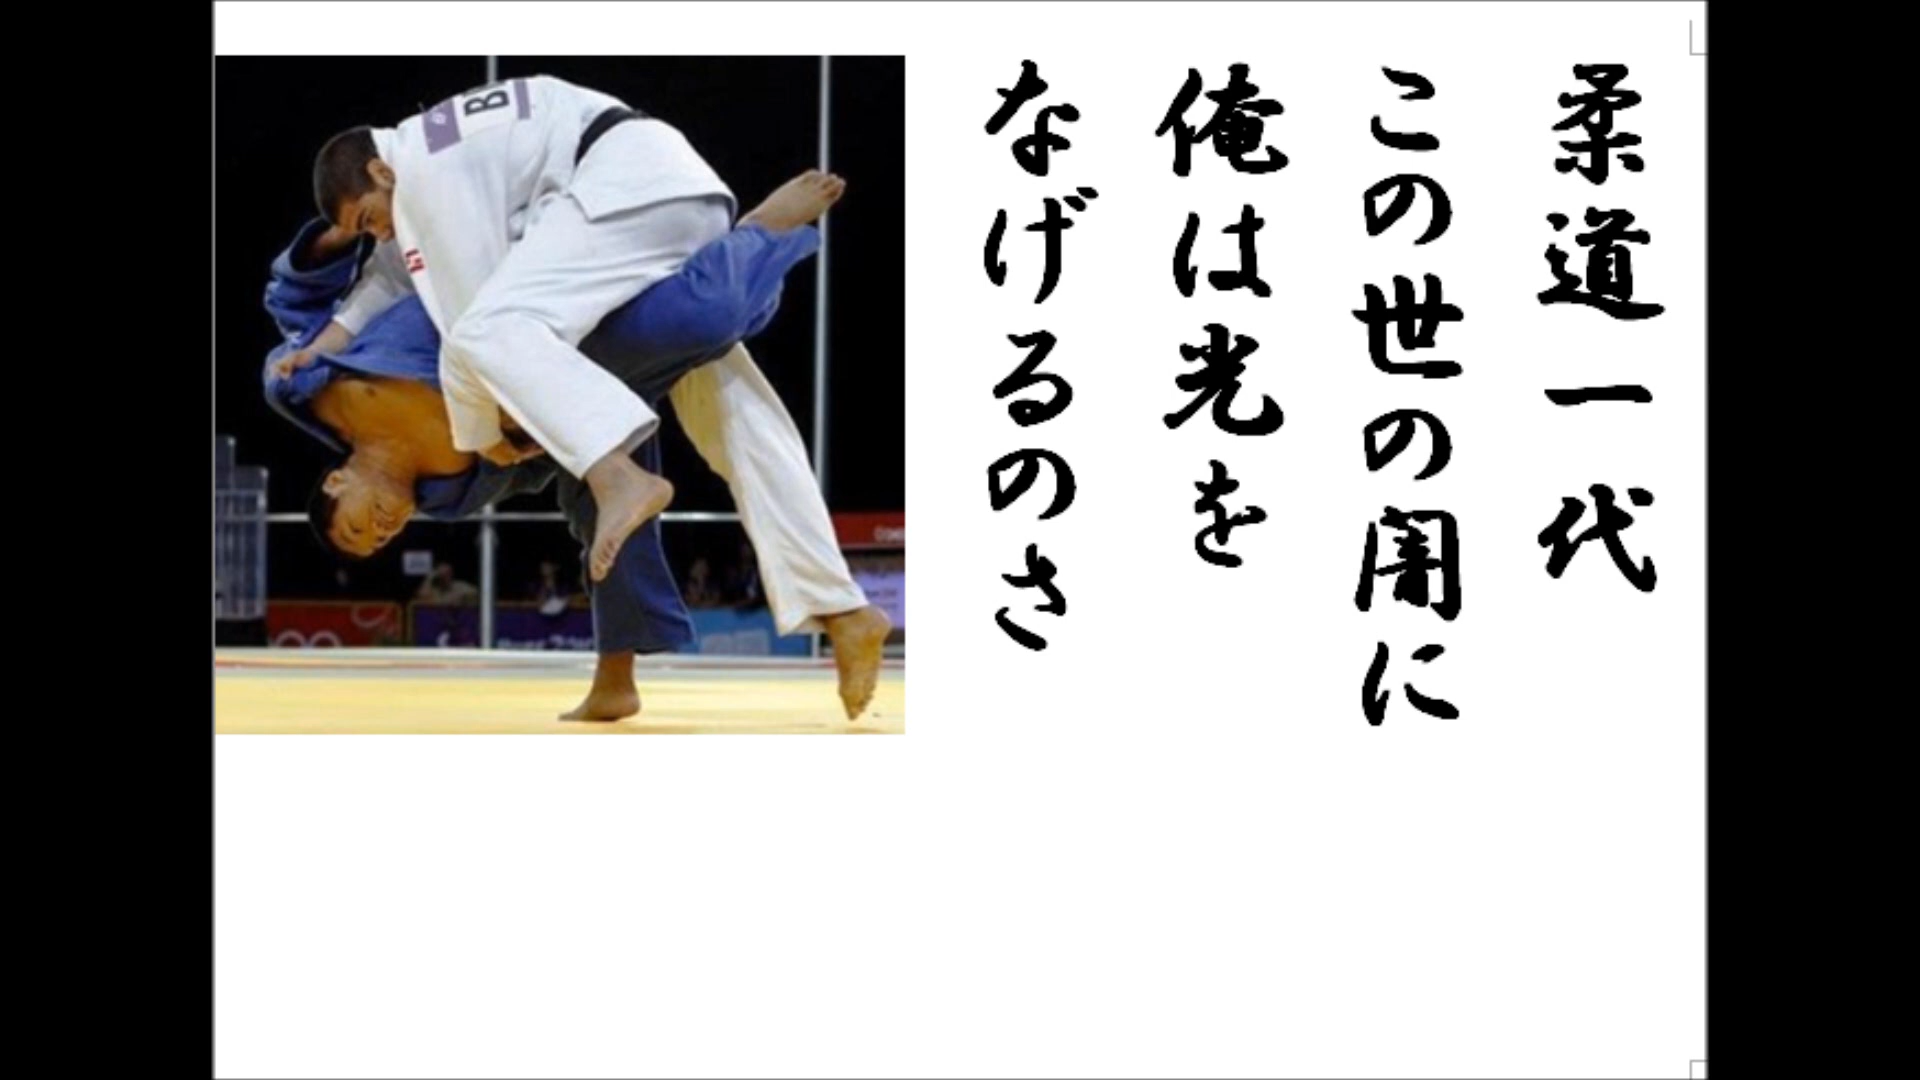 柔道一代
この世の闇に
俺は光を
なげるのさ